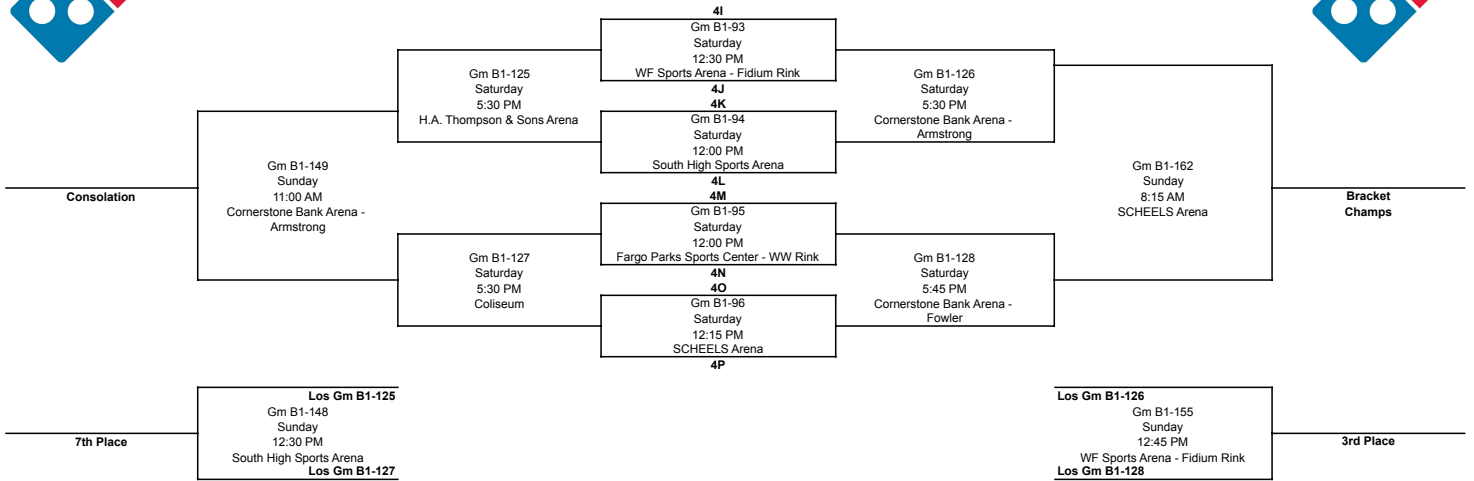 4I
Gm B1-93
Saturday
12:30 PM
WF Sports Arena - Fidium Rink
4J
Gm B1-125
Saturday
5:30 PM
H.A. Thompson & Sons Arena
Gm B1-126
Saturday
5:30 PM
Cornerstone Bank Arena -
Armstrong
4K
Gm B1-94
Saturday
12:00 PM
South High Sports Arena
4L
Gm B1-149
Sunday
11:00 AM
Cornerstone Bank Arena -
Armstrong
Consolation
Gm B1-162
Sunday
8:15 AM
SCHEELS Arena
Bracket
Champs
4M
Gm B1-95
Saturday
12:00 PM
Fargo Parks Sports Center - WW Rink
4N
Gm B1-127
Saturday
5:30 PM
Coliseum
Gm B1-128
Saturday
5:45 PM
Cornerstone Bank Arena -
Fowler
4O
Gm B1-96
Saturday
12:15 PM
SCHEELS Arena
4P
Los Gm B1-125
Gm B1-148
Sunday
12:30 PM
South High Sports Arena
Los Gm B1-127
7th Place
Los Gm B1-126
Gm B1-155
Sunday
12:45 PM
WF Sports Arena - Fidium Rink
Los Gm B1-128
3rd Place